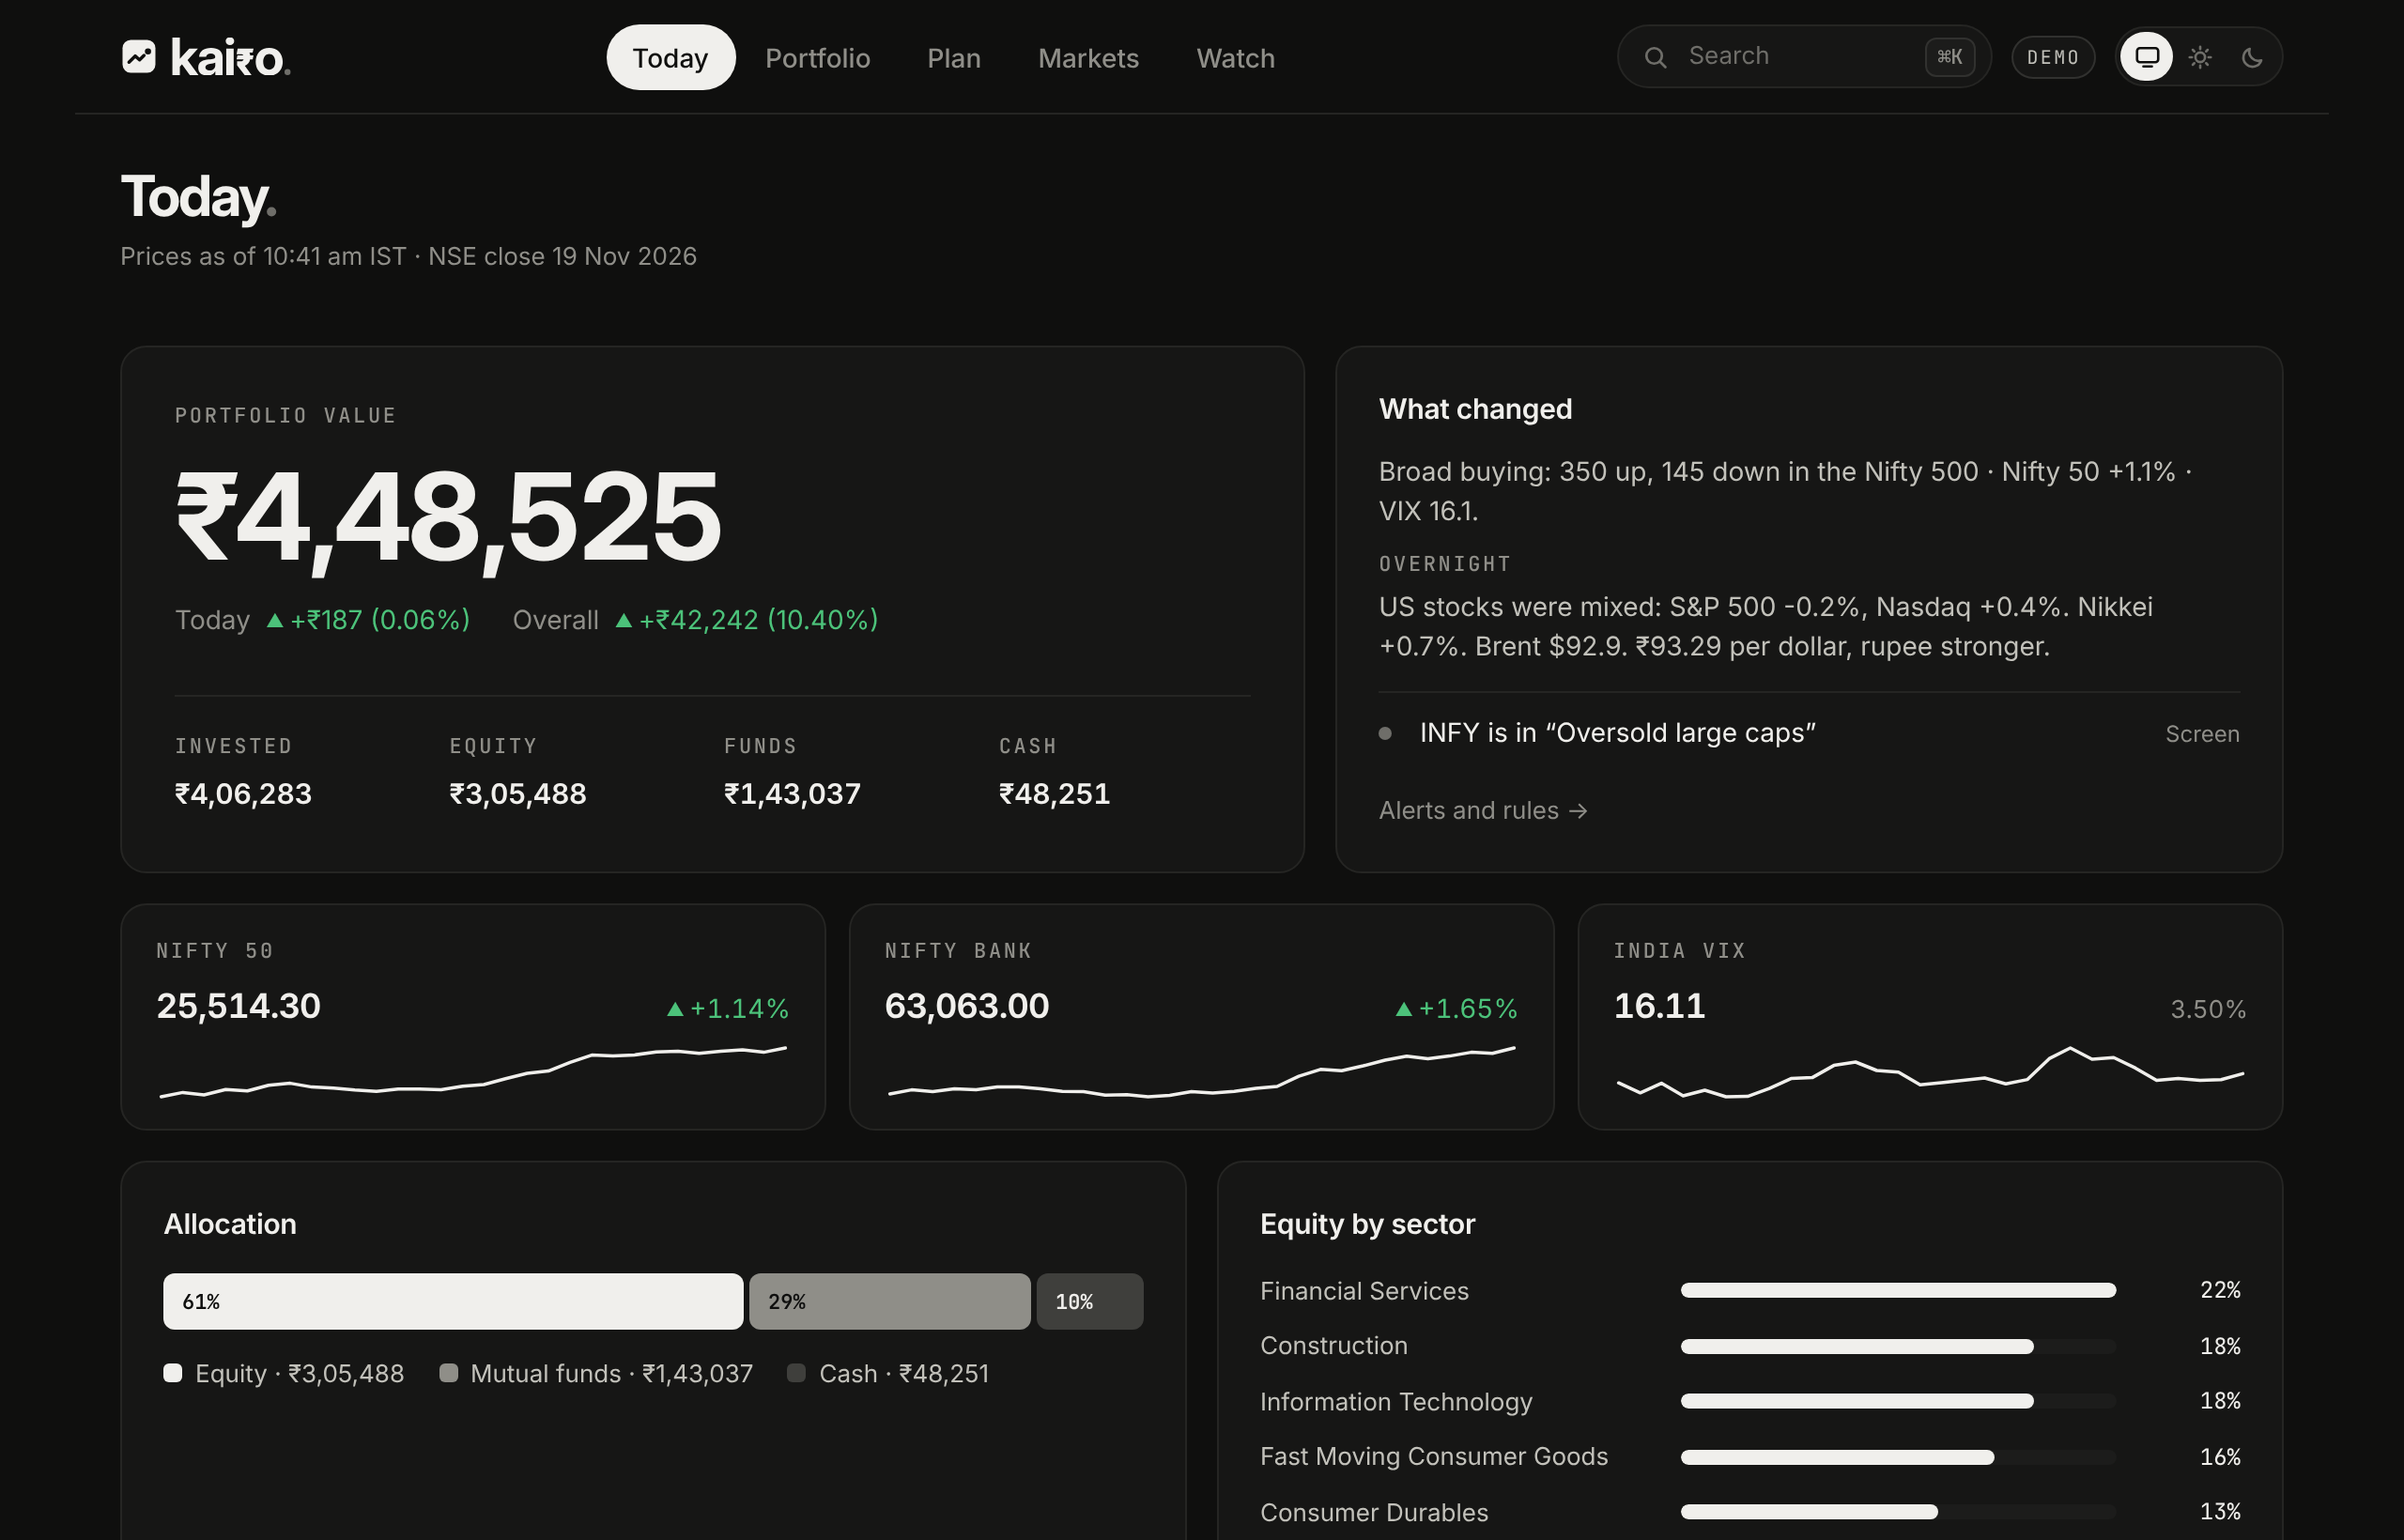 kai₹o.
Today
Portfolio
Plan
Markets
Watch
Search
⌘K
DEMO
Today.
Prices as of 10:41 am IST · NSE close 19 Nov 2026
PORTFOLIO VALUE
₹4,48,525
Today ▲ +₹187 (0.06%) Overall ▲ +₹42,242 (10.40%)
INVESTED
₹4,06,283
EQUITY
₹3,05,488
FUNDS
₹1,43,037
CASH
₹48,251
What changed
Broad buying: 350 up, 145 down in the Nifty 500 · Nifty 50 +1.1% ·
VIX 16.1.
OVERNIGHT
US stocks were mixed: S&P 500 -0.2%, Nasdaq +0.4%. Nikkei
+0.7%. Brent $92.9. ₹93.29 per dollar, rupee stronger.
INFY is in “Oversold large caps”
Screen
Alerts and rules →
NIFTY 50
25,514.30
▲ +1.14%
NIFTY BANK
63,063.00
▲ +1.65%
INDIA VIX
16.11
3.50%
Allocation
61%
29%
10%
Equity · ₹3,05,488
Mutual funds · ₹1,43,037
Cash · ₹48,251
Equity by sector
Financial Services 22%
Construction 18%
Information Technology 18%
Fast Moving Consumer Goods 16%
Consumer Durables 13%